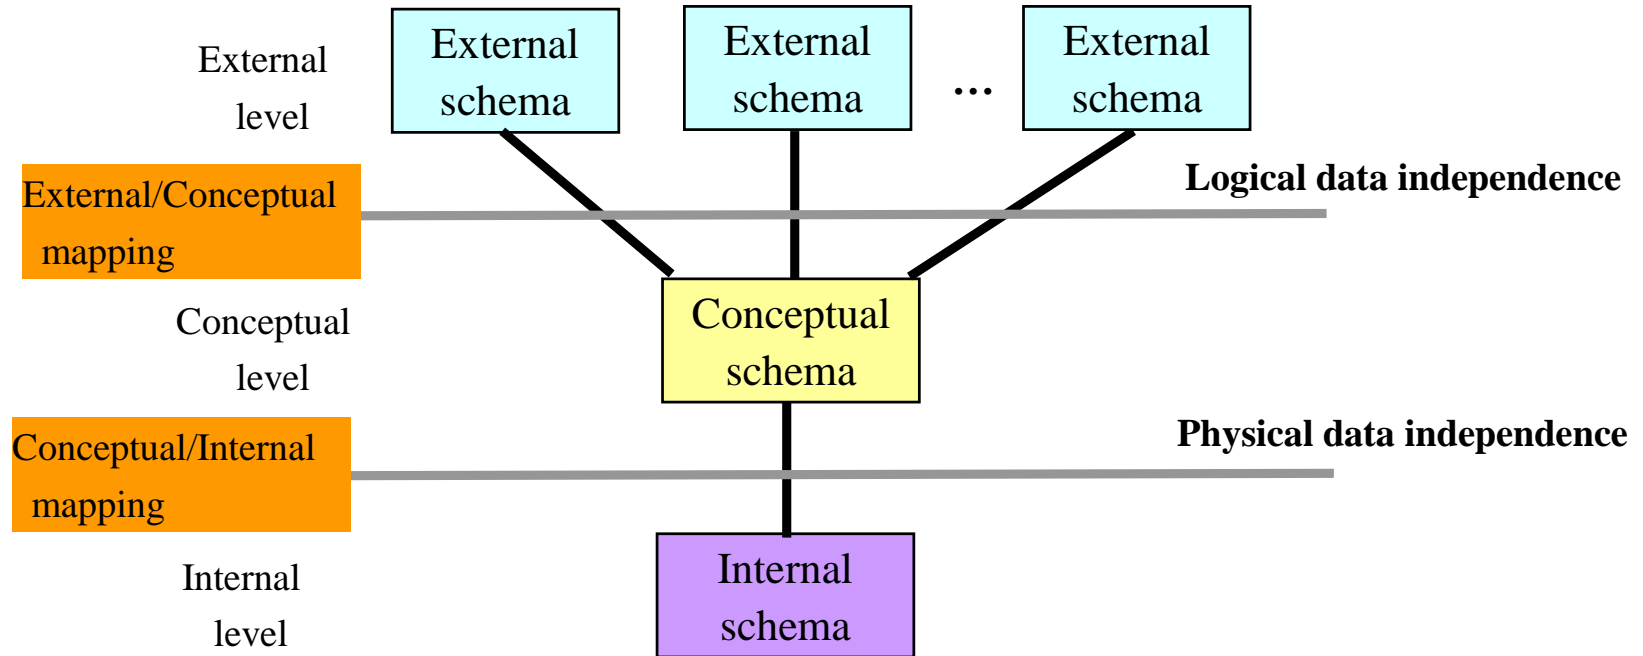 External
level
External
schema
External
schema
...
External
schema
External/Conceptual
mapping
Logical data independence
Conceptual
level
Conceptual
schema
Conceptual/Internal
mapping
Physical data independence
Internal
level
Internal
schema